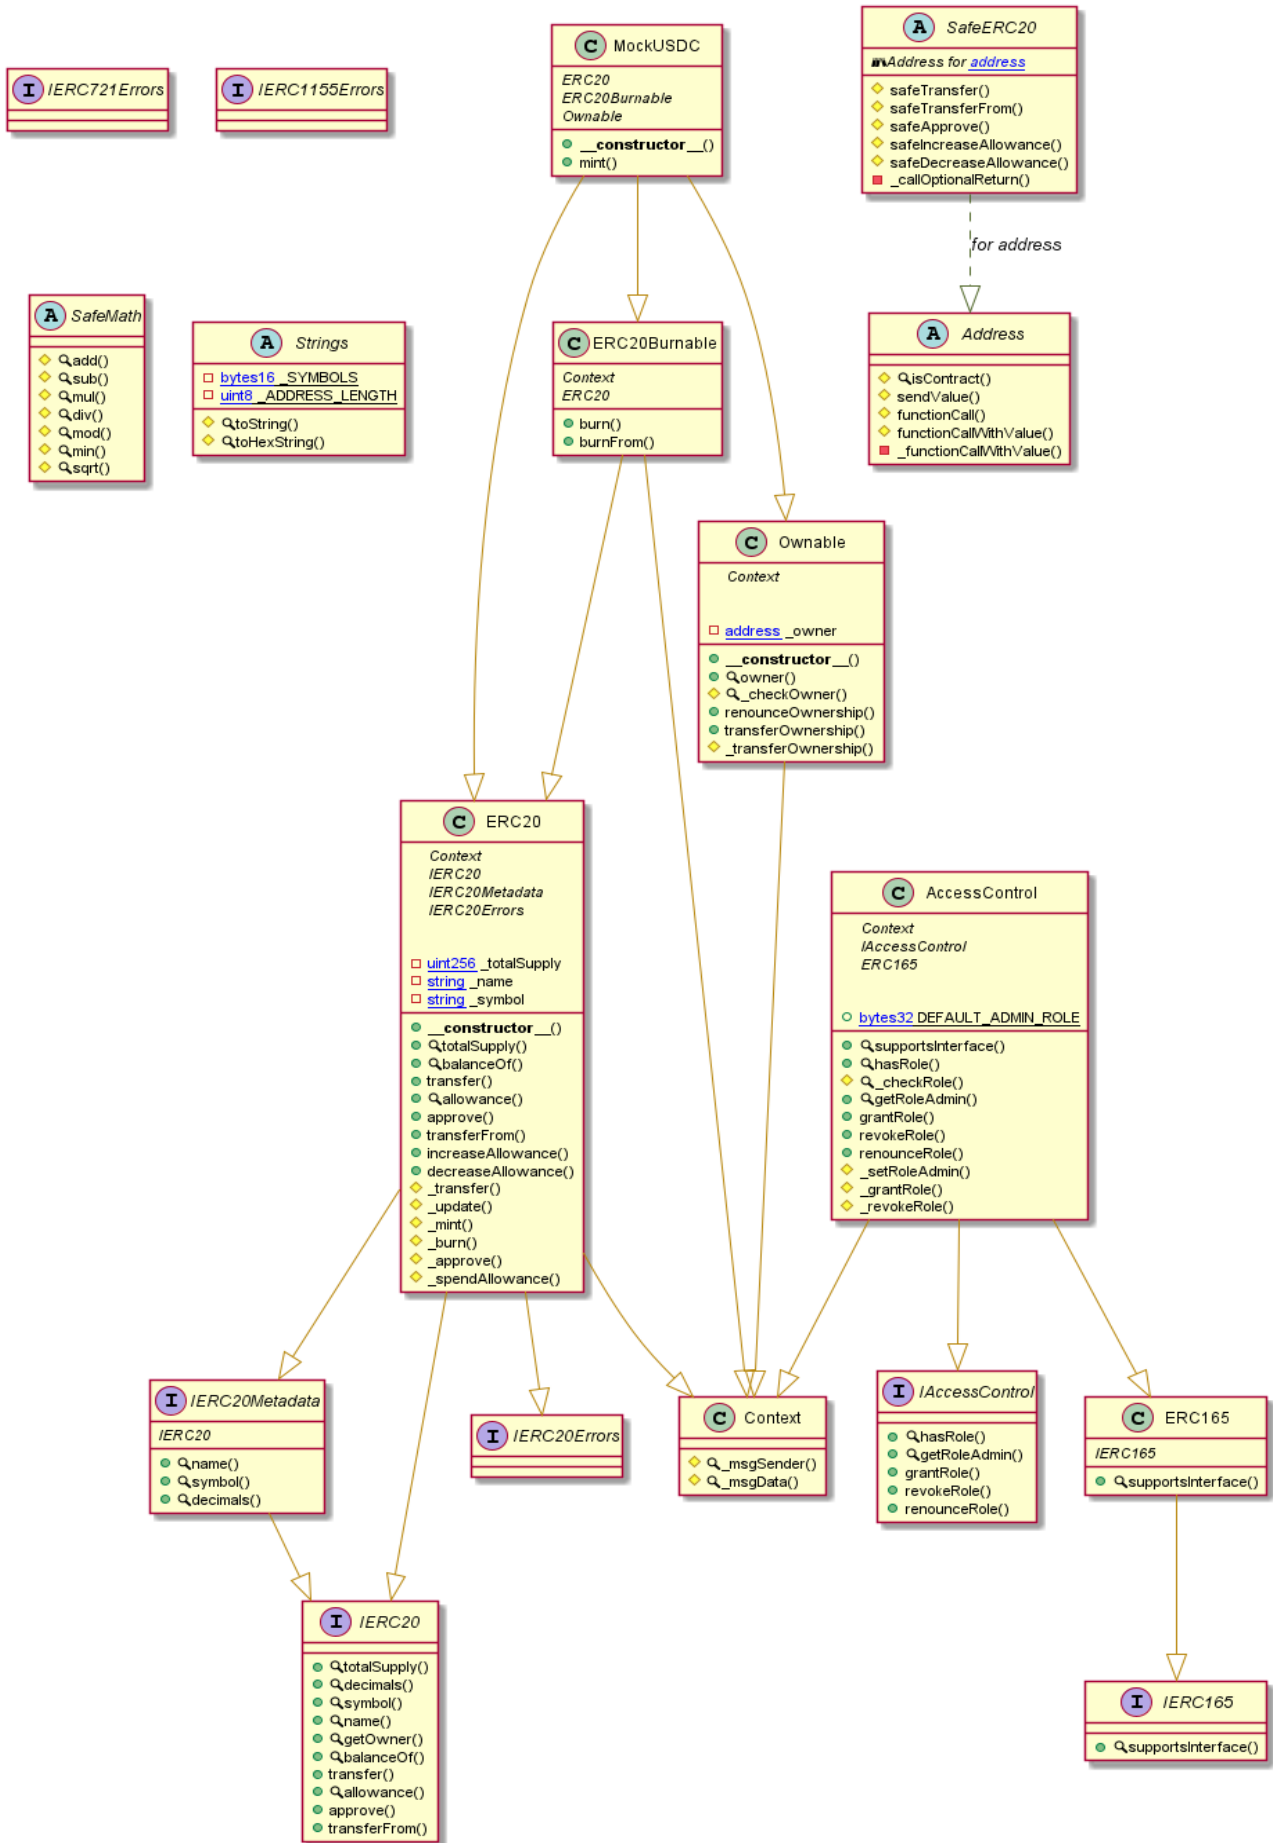 I IERC721Errors
I IERC1155Errors
C MockUSDC
ERC20
ERC20Burnable
Ownable
__constructor__()
mint()
A SafeERC20
Address for address
safeTransfer()
safeTransferFrom()
safeApprove()
safeIncreaseAllowance()
safeDecreaseAllowance()
_callOptionalReturn()
for address
A SafeMath
add()
sub()
mul()
div()
mod()
min()
sqrt()
A Strings
bytes16 _SYMBOLS
uint8 _ADDRESS_LENGTH
toString()
toHexString()
C ERC20Burnable
Context
ERC20
burn()
burnFrom()
A Address
isContract()
sendValue()
functionCall()
functionCallWithValue()
_functionCallWithValue()
C Ownable
Context
address _owner
__constructor__()
owner()
_checkOwner()
renounceOwnership()
transferOwnership()
_transferOwnership()
C ERC20
Context
IERC20
IERC20Metadata
IERC20Errors
uint256 _totalSupply
string _name
string _symbol
__constructor__()
totalSupply()
balanceOf()
transfer()
allowance()
approve()
transferFrom()
increaseAllowance()
decreaseAllowance()
_transfer()
_update()
_mint()
_burn()
_approve()
_spendAllowance()
C AccessControl
Context
IAccessControl
ERC165
bytes32 DEFAULT_ADMIN_ROLE
supportsInterface()
hasRole()
_checkRole()
getRoleAdmin()
grantRole()
revokeRole()
renounceRole()
_setRoleAdmin()
_grantRole()
_revokeRole()
I IERC20Metadata
IERC20
name()
symbol()
decimals()
I IERC20Errors
C Context
_msgSender()
_msgData()
I IAccessControl
hasRole()
getRoleAdmin()
grantRole()
revokeRole()
renounceRole()
C ERC165
IERC165
supportsInterface()
I IERC20
totalSupply()
decimals()
symbol()
name()
getOwner()
balanceOf()
transfer()
allowance()
approve()
transferFrom()
I IERC165
supportsInterface()